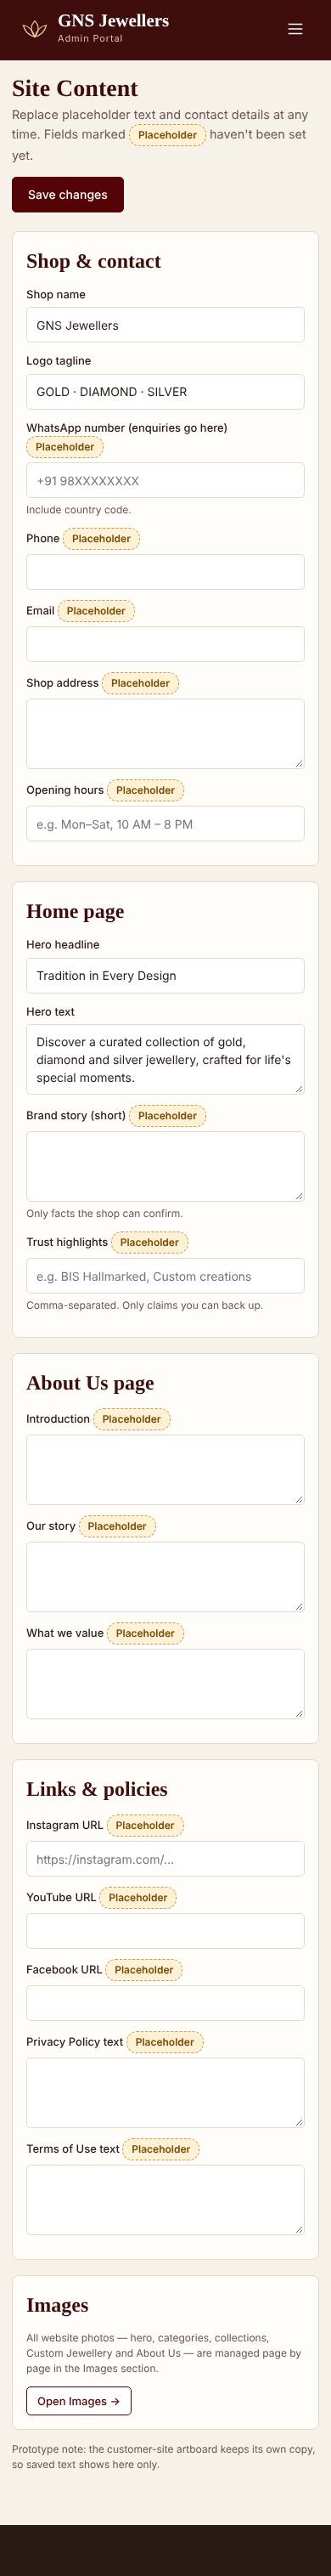 GNS Jewellers
Admin Portal
Site Content
Replace placeholder text and contact details at any
time. Fields marked Placeholder haven't been set
yet.
Save changes
Shop & contact
Shop name
GNS Jewellers
Logo tagline
GOLD · DIAMOND · SILVER
WhatsApp number (enquiries go here)
Placeholder
+91 98XXXXXXXX
Include country code.
Phone Placeholder
Email Placeholder
Shop address Placeholder
Opening hours Placeholder
e.g. Mon–Sat, 10 AM – 8 PM
Home page
Hero headline
Tradition in Every Design
Hero text
Discover a curated collection of gold,
diamond and silver jewellery, crafted for life's
special moments.
Brand story (short) Placeholder
Only facts the shop can confirm.
Trust highlights Placeholder
e.g. BIS Hallmarked, Custom creations
Comma-separated. Only claims you can back up.
About Us page
Introduction Placeholder
Our story Placeholder
What we value Placeholder
Links & policies
Instagram URL Placeholder
https://instagram.com/...
YouTube URL Placeholder
Facebook URL Placeholder
Privacy Policy text Placeholder
Terms of Use text Placeholder
Images
All website photos — hero, categories, collections,
Custom Jewellery and About Us — are managed page by
page in the Images section.
Open Images →
Prototype note: the customer-site artboard keeps its own copy,
so saved text shows here only.